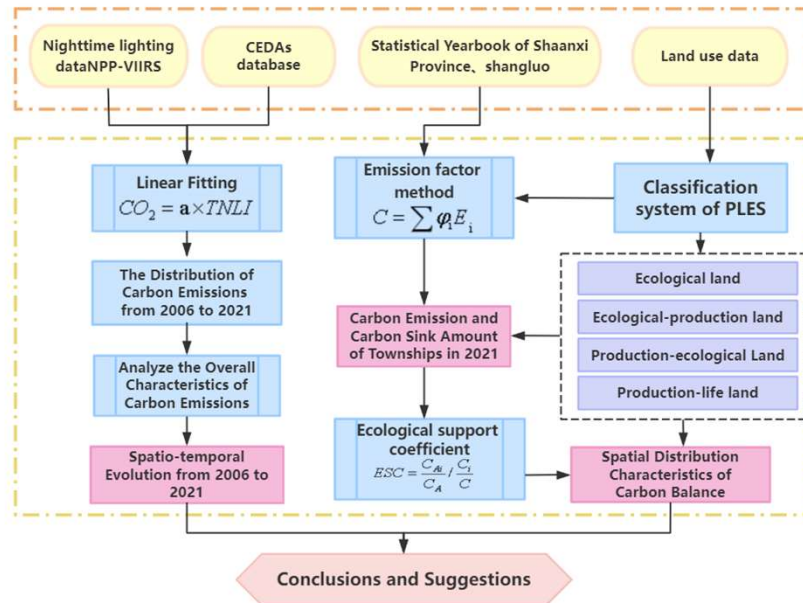 Nighttime lighting
dataNPP-VIIRS
CEDAs
database
Statistical Yearbook of Shaanxi
Province、shangluo
Land use data
Linear Fitting
CO₂ = a×TNLI
Emission factor
method
C = ∑ φᵢEᵢ
Classification
system of PLES
The Distribution of
Carbon Emissions
from 2006 to 2021
Carbon Emission and
Carbon Sink Amount
of Townships in 2021
Ecological land
Ecological-production land
Production-ecological Land
Production-life land
Analyze the Overall
Characteristics of
Carbon Emissions
Spatio-temporal
Evolution from 2006 to
2021
Ecological support
coefficient
ESC = C_Ai/C_A / C_i/C
Spatial Distribution
Characteristics of
Carbon Balance
Conclusions and Suggestions